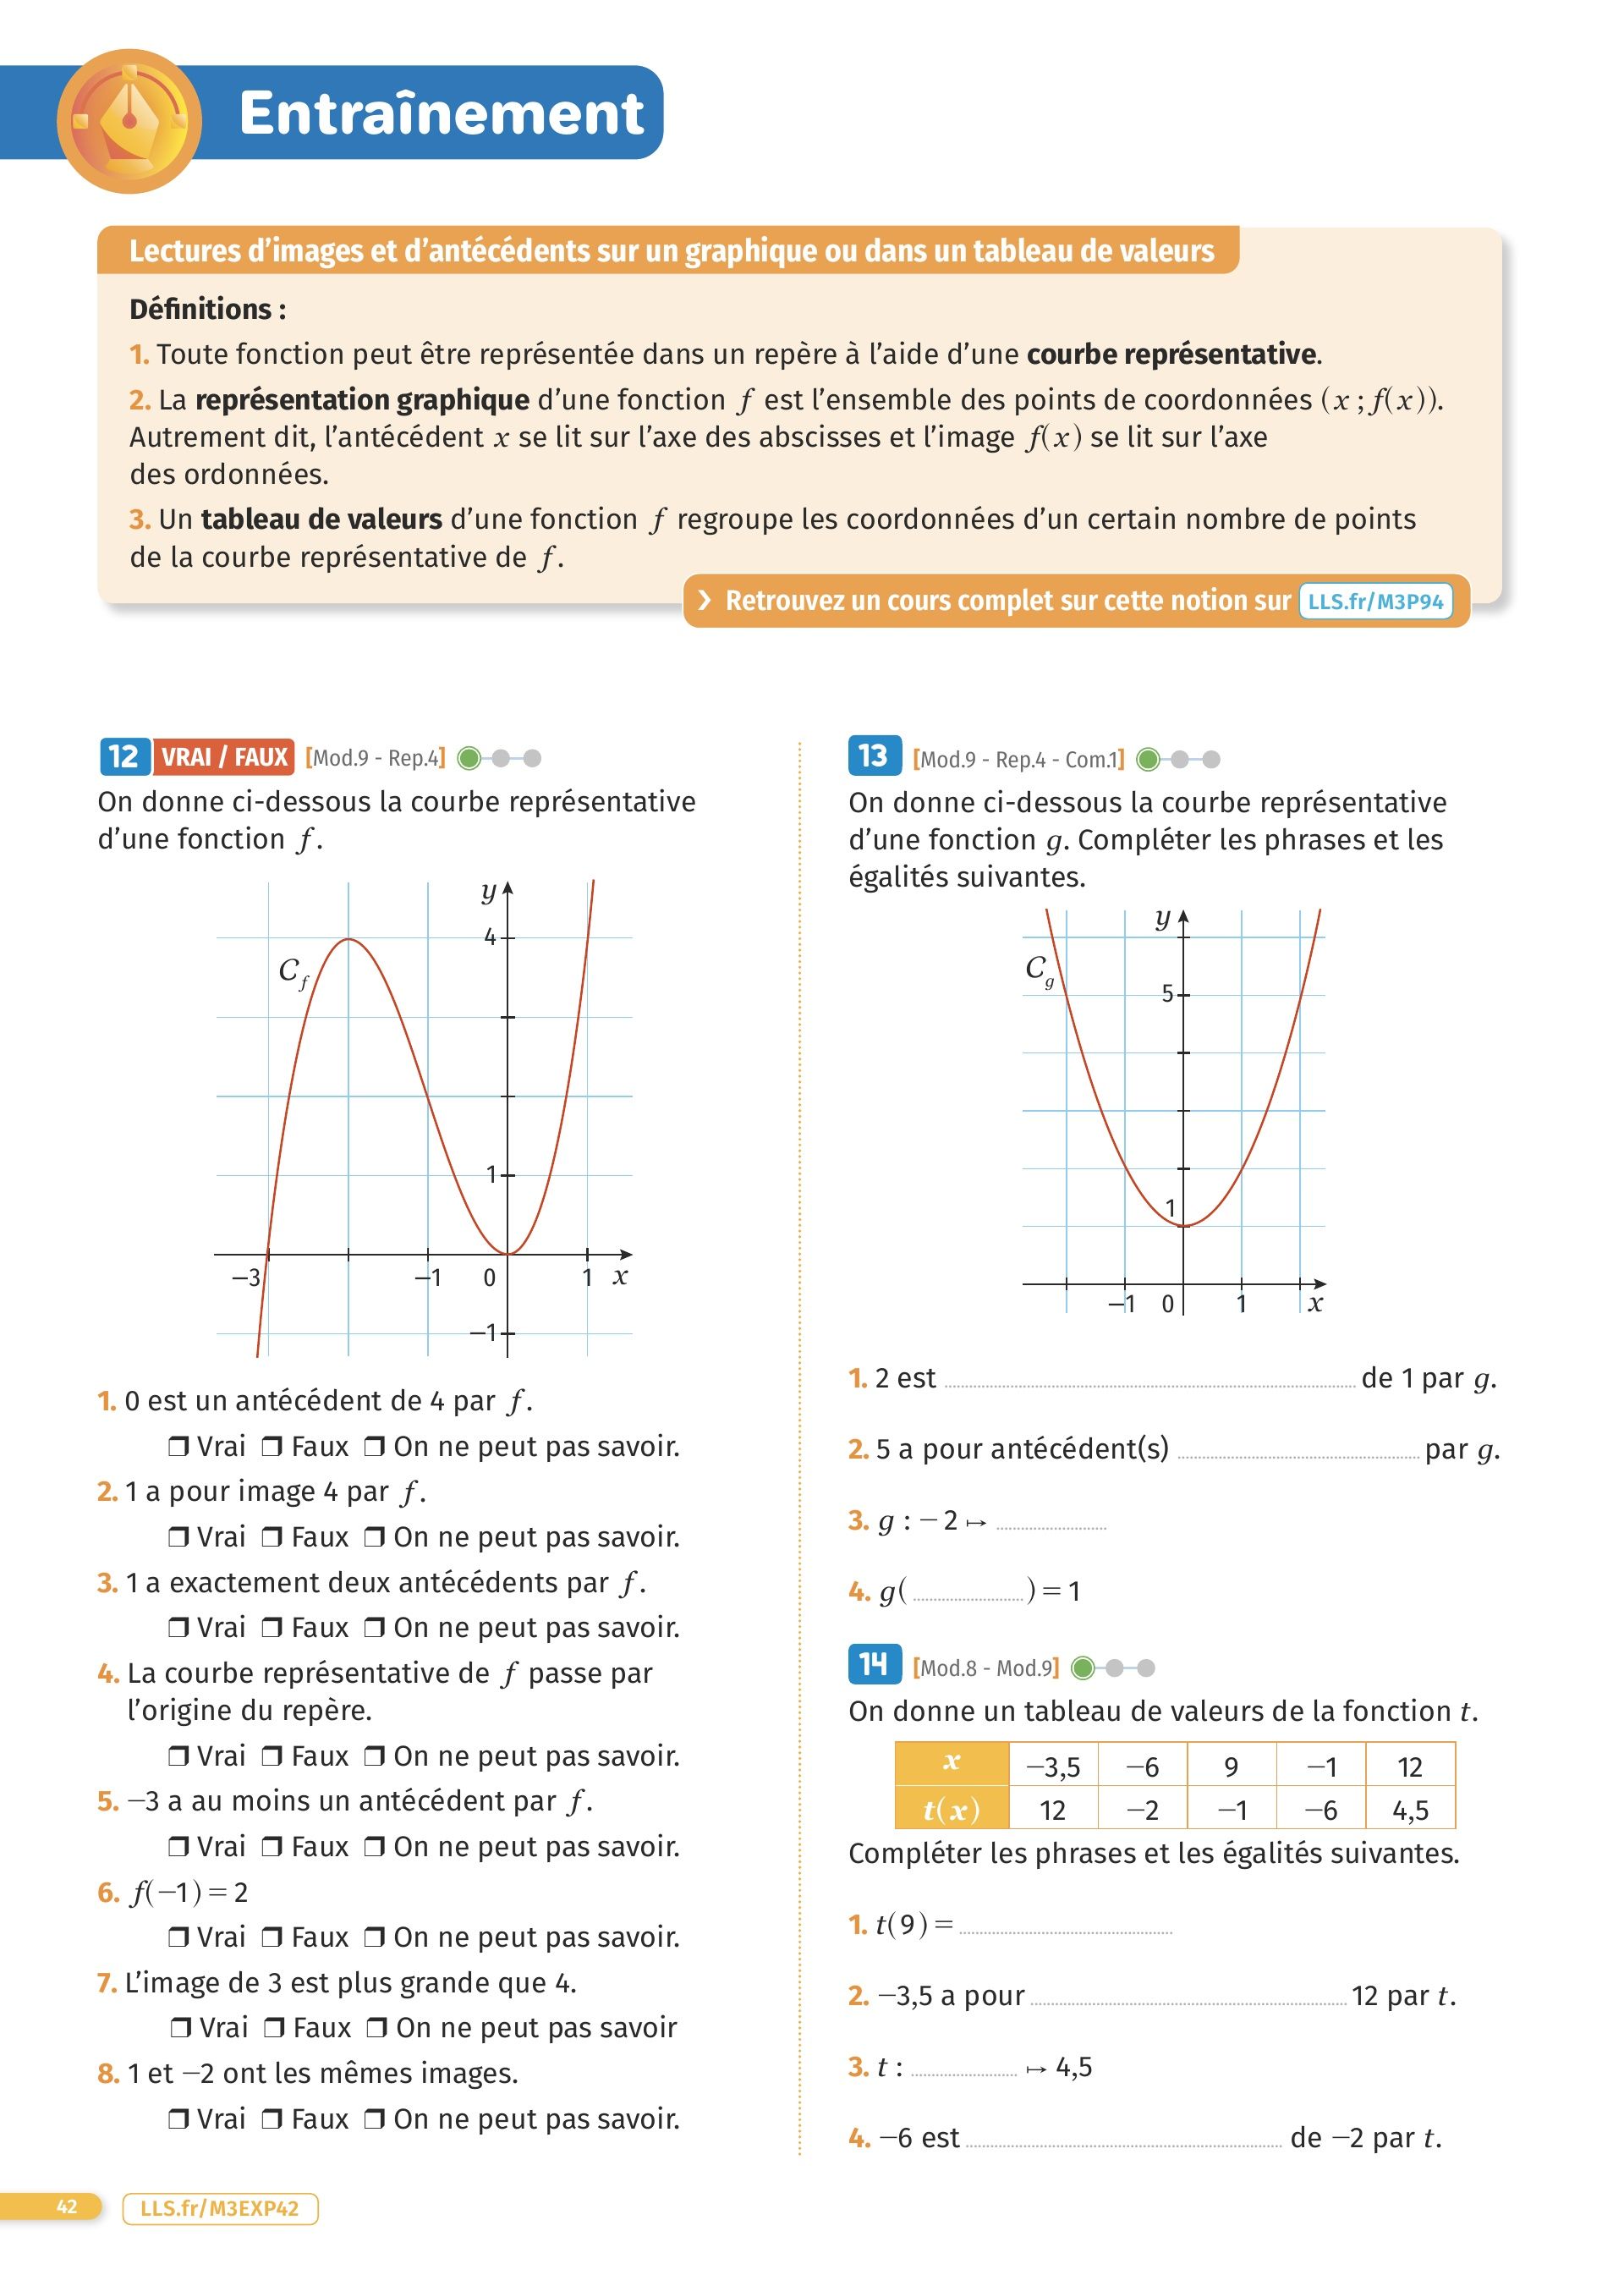 Entraînement
Lectures d’images et d’antécédents sur un graphique ou dans un tableau de valeurs
Définitions :
1. Toute fonction peut être représentée dans un repère à l’aide d’une courbe représentative.
2. La représentation graphique d’une fonction f est l’ensemble des points de coordonnées (x ; f(x)).
Autrement dit, l’antécédent x se lit sur l’axe des abscisses et l’image f(x) se lit sur l’axe
des ordonnées.
3. Un tableau de valeurs d’une fonction f regroupe les coordonnées d’un certain nombre de points
de la courbe représentative de f.
› Retrouvez un cours complet sur cette notion sur LLS.fr/M3P94
12 VRAI / FAUX [Mod.9 - Rep.4]
On donne ci-dessous la courbe représentative
d’une fonction f.
y
4
C_f
1
−3 −1 0 1 x
−1
1. 0 est un antécédent de 4 par f.
❒ Vrai ❒ Faux ❒ On ne peut pas savoir.
2. 1 a pour image 4 par f.
❒ Vrai ❒ Faux ❒ On ne peut pas savoir.
3. 1 a exactement deux antécédents par f.
❒ Vrai ❒ Faux ❒ On ne peut pas savoir.
4. La courbe représentative de f passe par
l’origine du repère.
❒ Vrai ❒ Faux ❒ On ne peut pas savoir.
5. −3 a au moins un antécédent par f.
❒ Vrai ❒ Faux ❒ On ne peut pas savoir.
6. f(−1) = 2
❒ Vrai ❒ Faux ❒ On ne peut pas savoir.
7. L’image de 3 est plus grande que 4.
❒ Vrai ❒ Faux ❒ On ne peut pas savoir
8. 1 et −2 ont les mêmes images.
❒ Vrai ❒ Faux ❒ On ne peut pas savoir.
13 [Mod.9 - Rep.4 - Com.1]
On donne ci-dessous la courbe représentative
d’une fonction g. Compléter les phrases et les
égalités suivantes.
y
C_g
5
1
−1 0 1 x
1. 2 est ........ de 1 par g.
2. 5 a pour antécédent(s) ........ par g.
3. g : − 2 ↦ ........
4. g( ........ ) = 1
14 [Mod.8 - Mod.9]
On donne un tableau de valeurs de la fonction t.
x −3,5 −6 9 −1 12
t(x) 12 −2 −1 −6 4,5
Compléter les phrases et les égalités suivantes.
1. t(9) = ........
2. −3,5 a pour ........ 12 par t.
3. t : ........ ↦ 4,5
4. −6 est ........ de −2 par t.
42 LLS.fr/M3EXP42